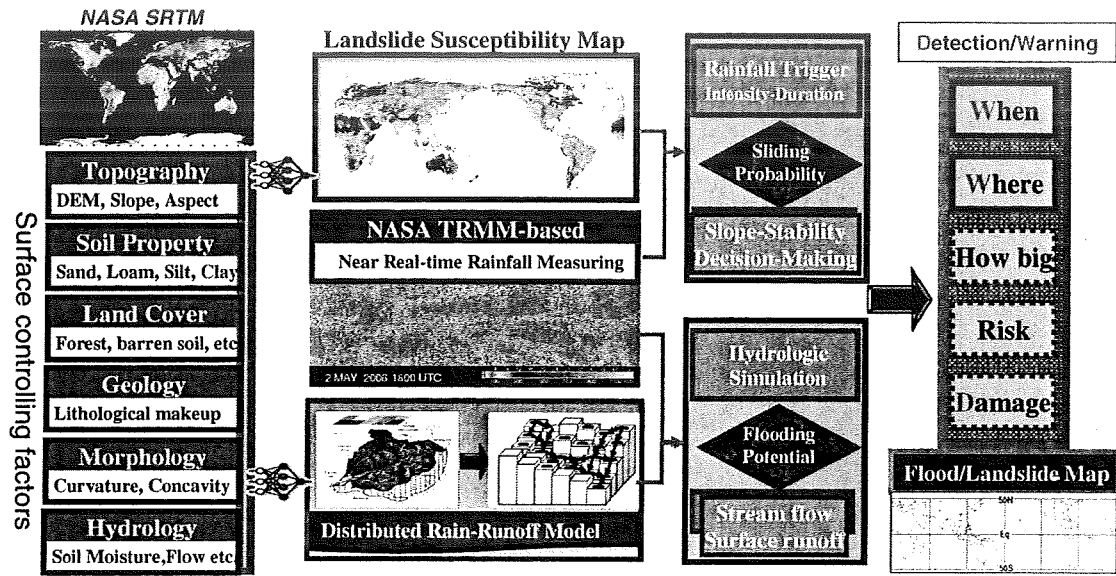 NASA SRTM
Topography
DEM, Slope, Aspect
Soil Property
Sand, Loam, Silt, Clay
Land Cover
Forest, barren soil, etc
Geology
Lithological makeup
Morphology
Curvature, Concavity
Hydrology
Soil Moisture,Flow etc.
Surface controlling factors
Landslide Susceptibility Map
NASA TRMM-based
Near Real-time Rainfall Measuring
2 MAY 2006 1800 UTC
Distributed Rain-Runoff Model
Rainfall Trigger
Intensity-Duration
Sliding
Probability
Slope-Stability
Decision-Making
Hydrologic
Simulation
Flooding
Potential
Stream flow
Surface runoff
Detection/Warning
When
Where
How big
Risk
Damage
Flood/Landslide Map
50N
Eq
50S